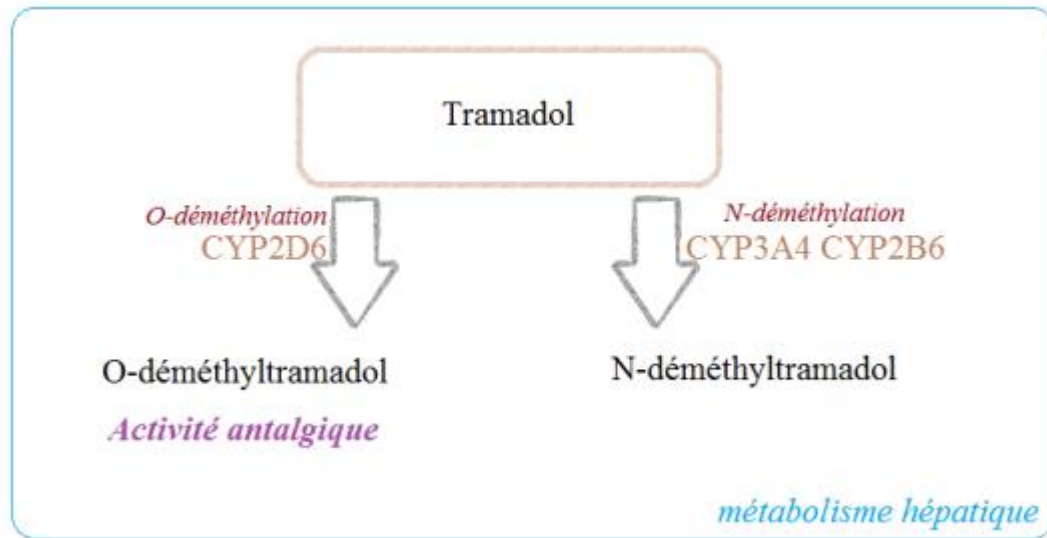 Tramadol
O-déméthylation
CYP2D6
N-déméthylation
CYP3A4 CYP2B6
O-déméthyltramadol
Activité antalgique
N-déméthyltramadol
métabolisme hépatique